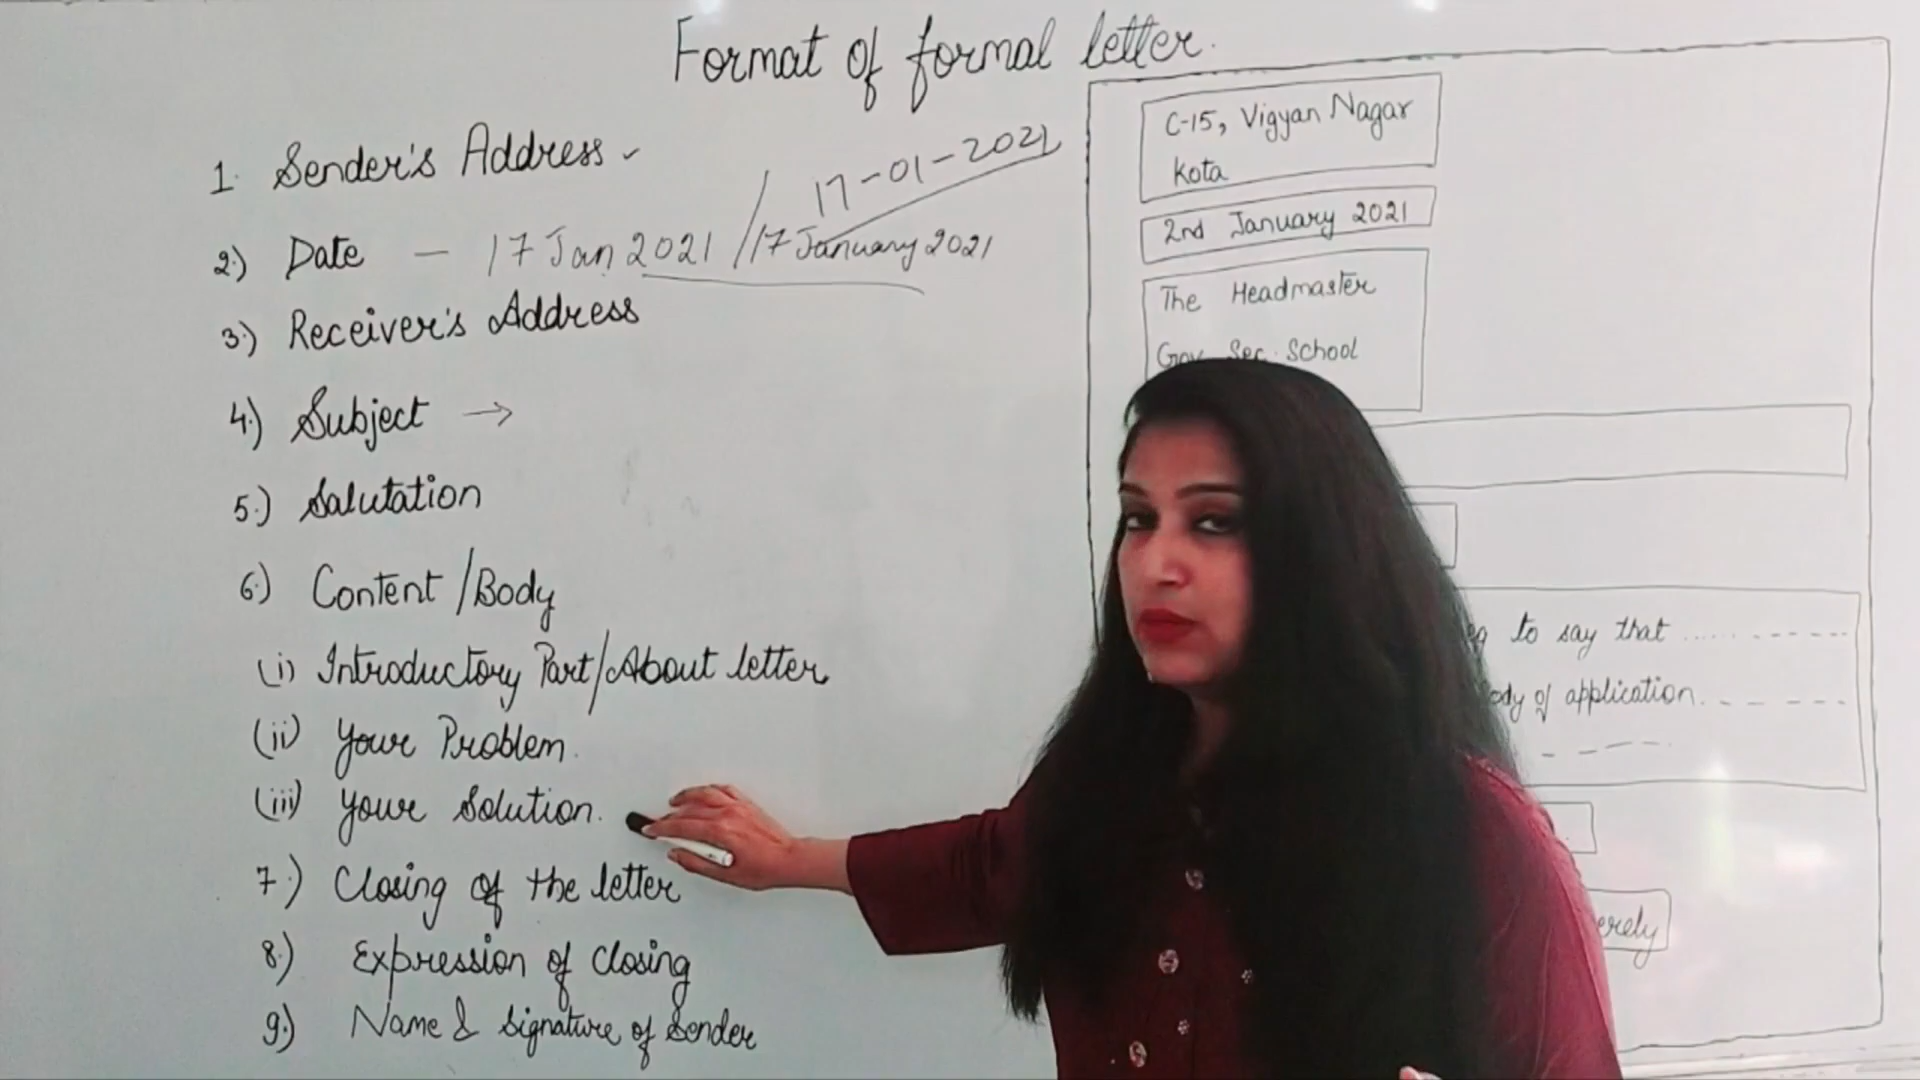 Format of formal letter.
1. Sender's Address
2.) Date – 17 Jan 2021 / 17 January 2021
17-01-2021
3.) Receiver's Address
4.) Subject →
5.) Salutation
6.) Content / Body
(i) Introductory Part/About letter
(ii) Your Problem.
(iii) Your Solution.
7.) Closing of the letter
8.) Expression of closing
9.) Name & Signature of Sender
C-15, Vigyan Nagar
Kota
2nd January 2021
The Headmaster
Gov. Sec. School
to say that ...... ------
of application. - - - - - -